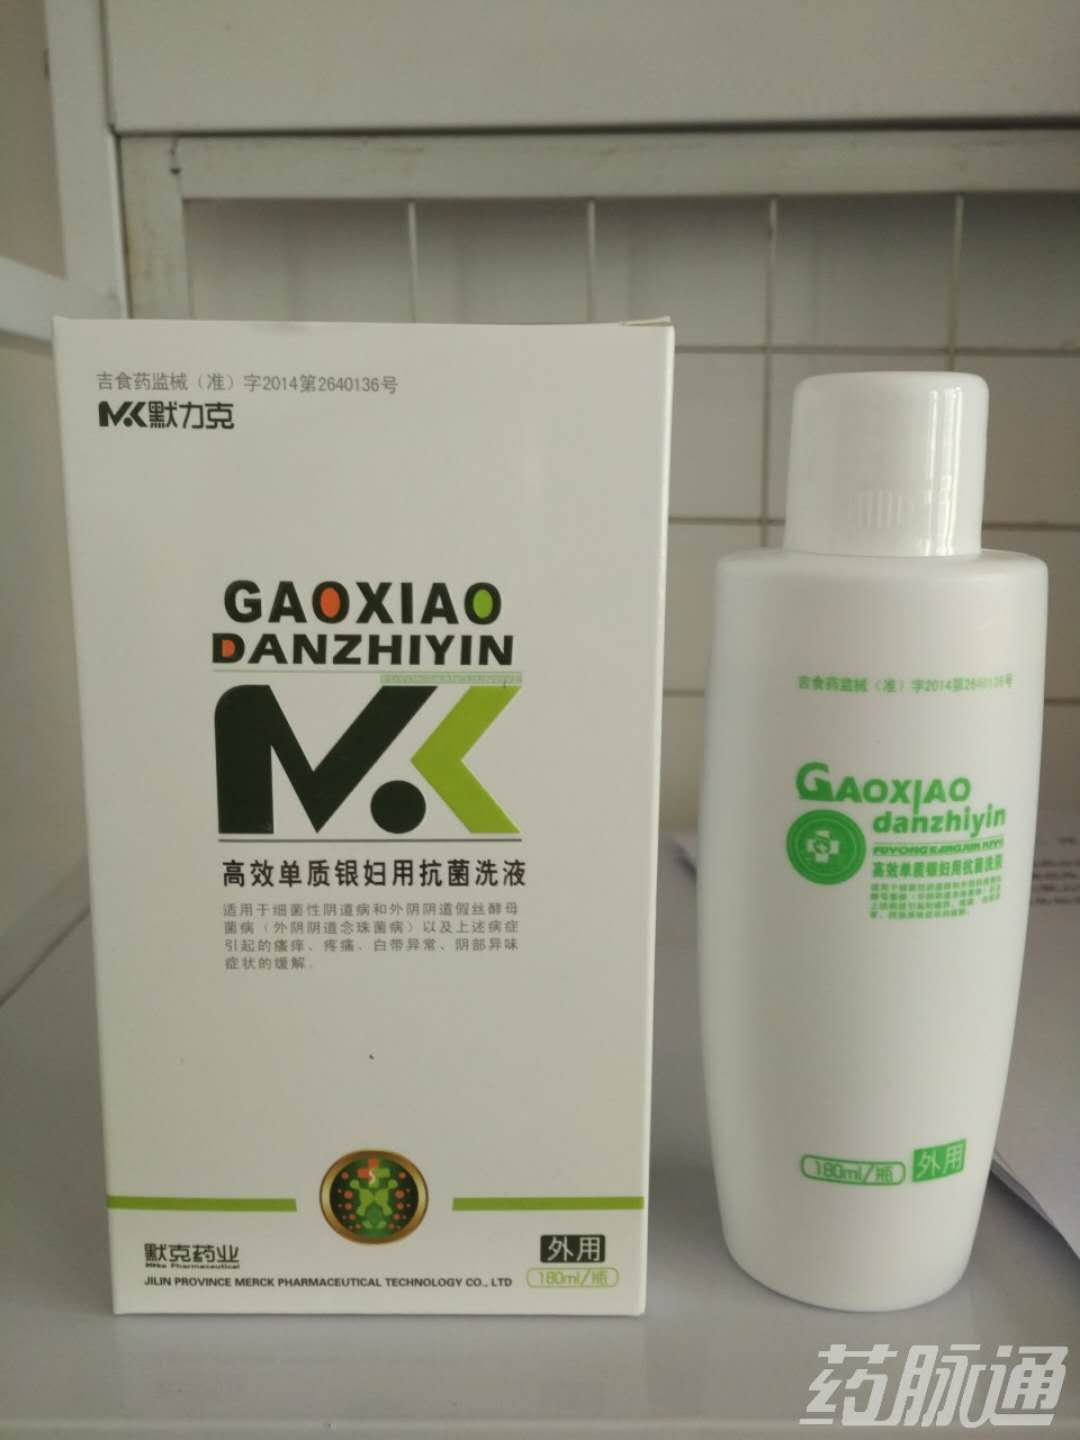 吉食药监械（准）字2014第2640136号
MK默力克
GAOXIAO
DANZHIYIN
MK
高效单质银妇用抗菌洗液
适用于细菌性阴道病和外阴阴道假丝酵母
菌病（外阴阴道念珠菌病）以及上述病症
引起的瘙痒、疼痛、白带异常、阴部异味
症状的缓解.
默克药业
Mike Pharmaceutical
JILIN PROVINCE MERCK PHARMACEUTICAL TECHNOLOGY CO., LTD
外用
180ml/瓶
吉食药监械（准）字2014第2640136号
GAOXIAO
danzhiyin
FUYONG KANGJUN XIYE
高效单质银妇用抗菌洗液
180ml/瓶
外用
药脉通